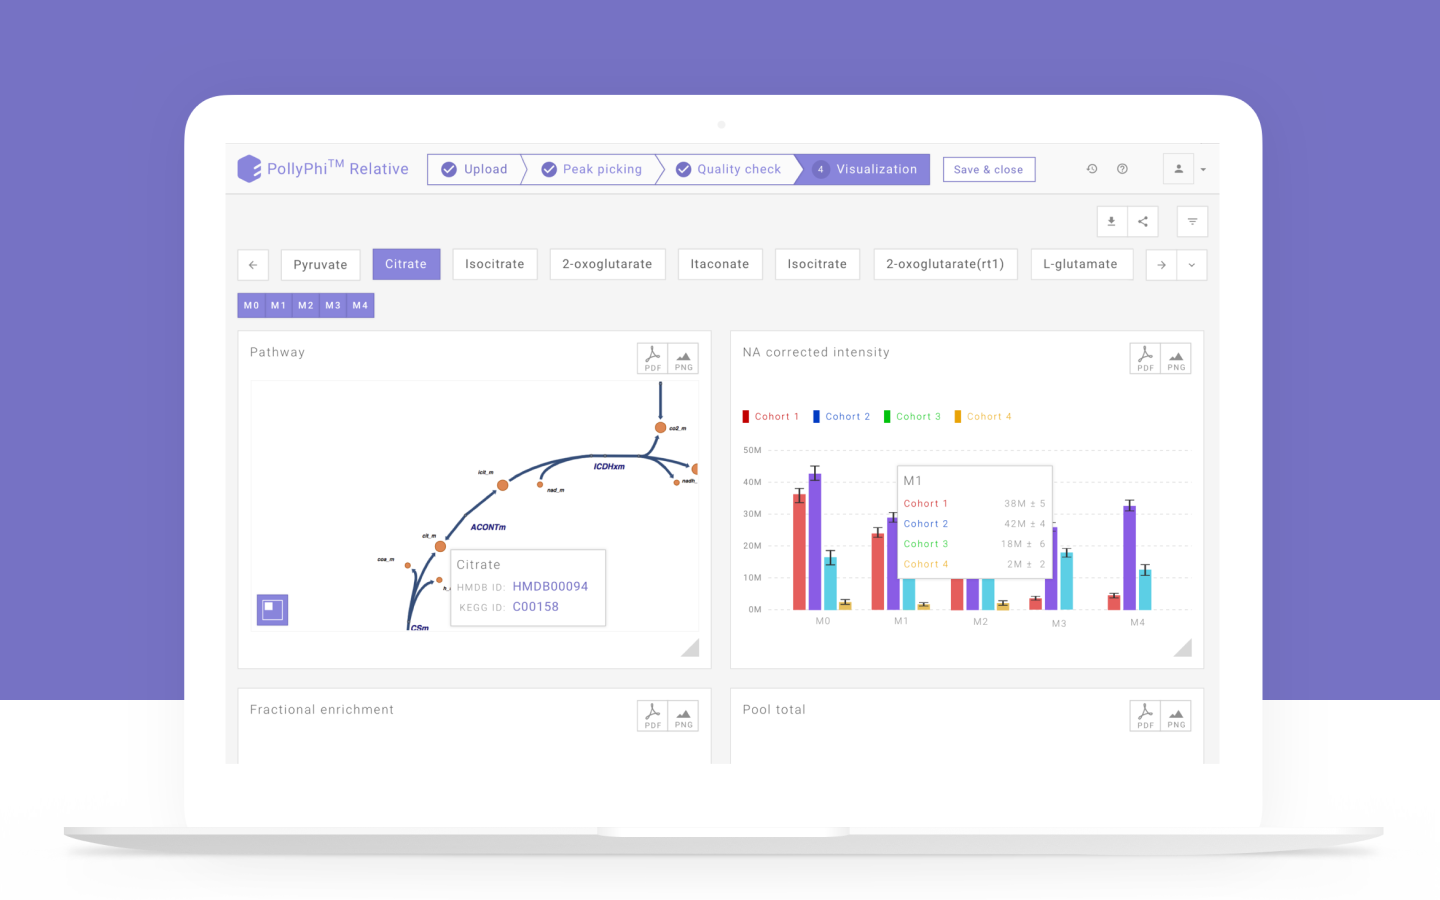 PollyPhi™ Relative
Upload
Peak picking
Quality check
4 Visualization
Save & close
Pyruvate
Citrate
Isocitrate
2-oxoglutarate
Itaconate
Isocitrate
2-oxoglutarate(rt1)
L-glutamate
M0 M1 M2 M3 M4
Pathway
PDF PNG
co2_m
ICDHxm
icit_m
nadh_
nad_m
ACONTm
cit_m
coa_m
h_
CSm
Citrate
HMDB ID: HMDB00094
KEGG ID: C00158
NA corrected intensity
PDF PNG
Cohort 1 Cohort 2 Cohort 3 Cohort 4
50M
40M
30M
20M
10M
0M
M1
Cohort 1 38M ± 5
Cohort 2 42M ± 4
Cohort 3 18M ± 6
Cohort 4 2M ± 2
M0 M1 M2 M3 M4
Fractional enrichment
PDF PNG
Pool total
PDF PNG